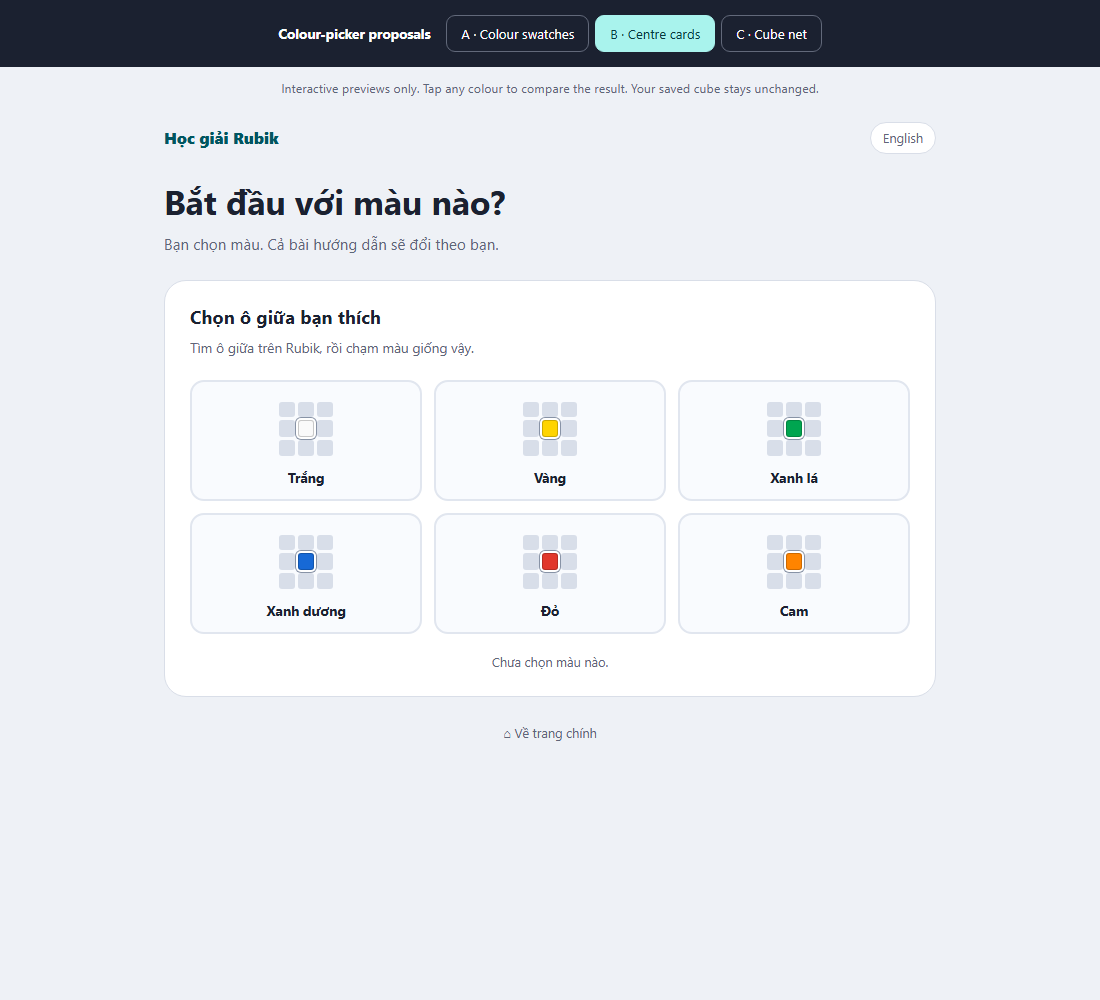 Colour-picker proposals
A · Colour swatches
B · Centre cards
C · Cube net
Interactive previews only. Tap any colour to compare the result. Your saved cube stays unchanged.
Học giải Rubik
English
Bắt đầu với màu nào?
Bạn chọn màu. Cả bài hướng dẫn sẽ đổi theo bạn.
Chọn ô giữa bạn thích
Tìm ô giữa trên Rubik, rồi chạm màu giống vậy.
Trắng
Vàng
Xanh lá
Xanh dương
Đỏ
Cam
Chưa chọn màu nào.
⌂ Về trang chính